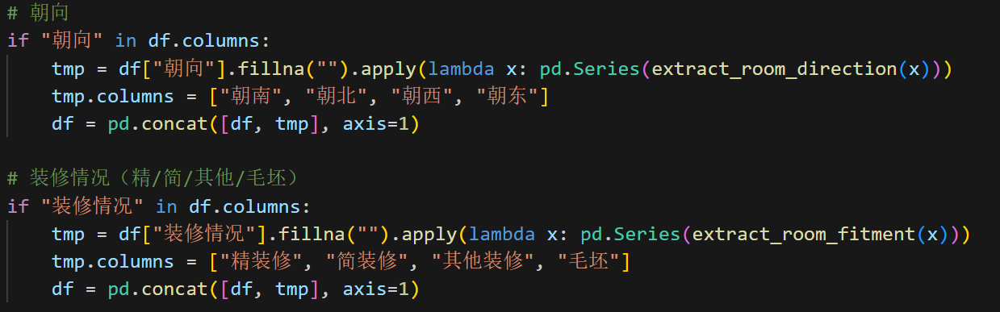 # 朝向
if "朝向" in df.columns:
    tmp = df["朝向"].fillna("").apply(lambda x: pd.Series(extract_room_direction(x)))
    tmp.columns = ["朝南", "朝北", "朝西", "朝东"]
    df = pd.concat([df, tmp], axis=1)
# 装修情况（精/简/其他/毛坯）
if "装修情况" in df.columns:
    tmp = df["装修情况"].fillna("").apply(lambda x: pd.Series(extract_room_fitment(x)))
    tmp.columns = ["精装修", "简装修", "其他装修", "毛坯"]
    df = pd.concat([df, tmp], axis=1)